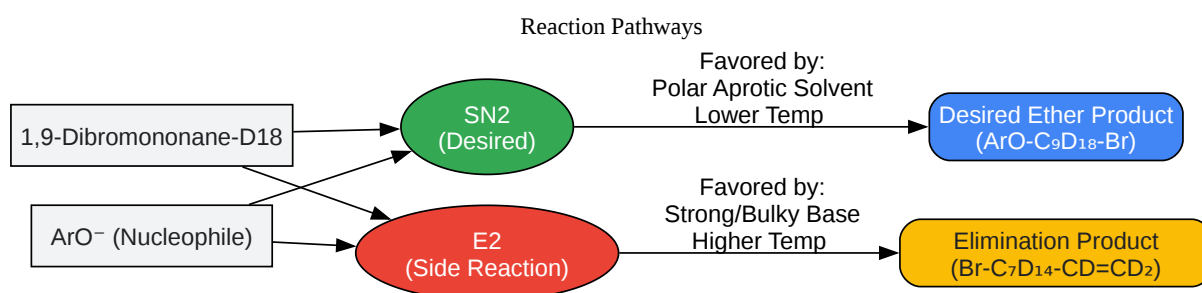 Reaction Pathways
1,9-Dibromononane-D18
ArO⁻ (Nucleophile)
SN2
(Desired)
E2
(Side Reaction)
Favored by:
Polar Aprotic Solvent
Lower Temp
Favored by:
Strong/Bulky Base
Higher Temp
Desired Ether Product
(ArO-C₉D₁₈-Br)
Elimination Product
(Br-C₇D₁₄-CD=CD₂)